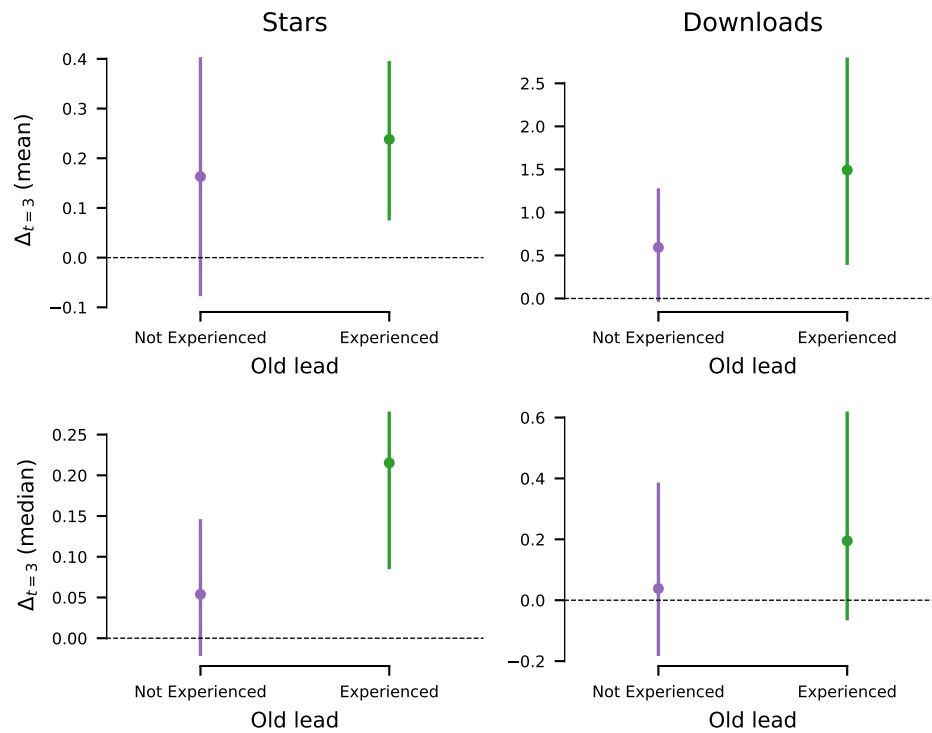 Stars
Downloads
Δt=3 (mean)
0.4
0.3
0.2
0.1
0.0
−0.1
Not Experienced
Experienced
Old lead
2.5
2.0
1.5
1.0
0.5
0.0
Not Experienced
Experienced
Old lead
Δt=3 (median)
0.25
0.20
0.15
0.10
0.05
0.00
Not Experienced
Experienced
Old lead
0.6
0.4
0.2
0.0
−0.2
Not Experienced
Experienced
Old lead